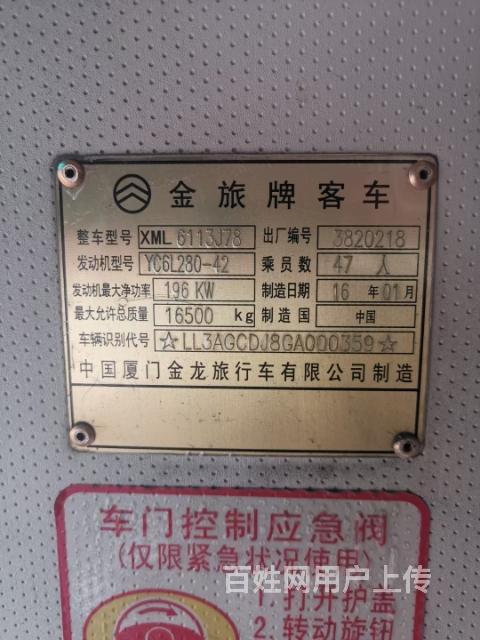 金旅牌客车
整车型号 XML 6113J78 出厂编号 3820218
发动机型号 YC6L280-42 乘员数 47 人
发动机最大净功率 196 KW 制造日期 16 年 01 月
最大允许总质量 16500 kg 制造国 中国
车辆识别代号 ☆LL3AGCDJ8GA000359☆
中国厦门金龙旅行车有限公司制造
车门控制应急阀
(仅限紧急状况使用)
1. 打开护盖
2. 转动旋钮
百姓网用户上传